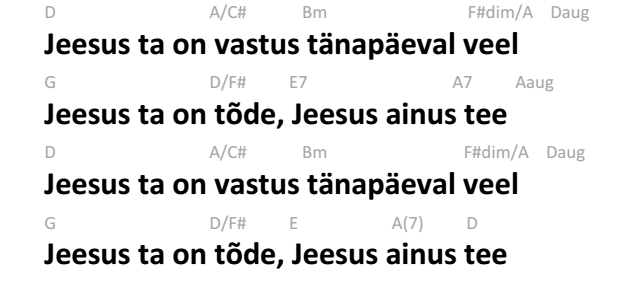 D A/C# Bm F#dim/A Daug
Jeesus ta on vastus tänapäeval veel
G D/F# E7 A7 Aaug
Jeesus ta on tõde, Jeesus ainus tee
D A/C# Bm F#dim/A Daug
Jeesus ta on vastus tänapäeval veel
G D/F# E A(7) D
Jeesus ta on tõde, Jeesus ainus tee